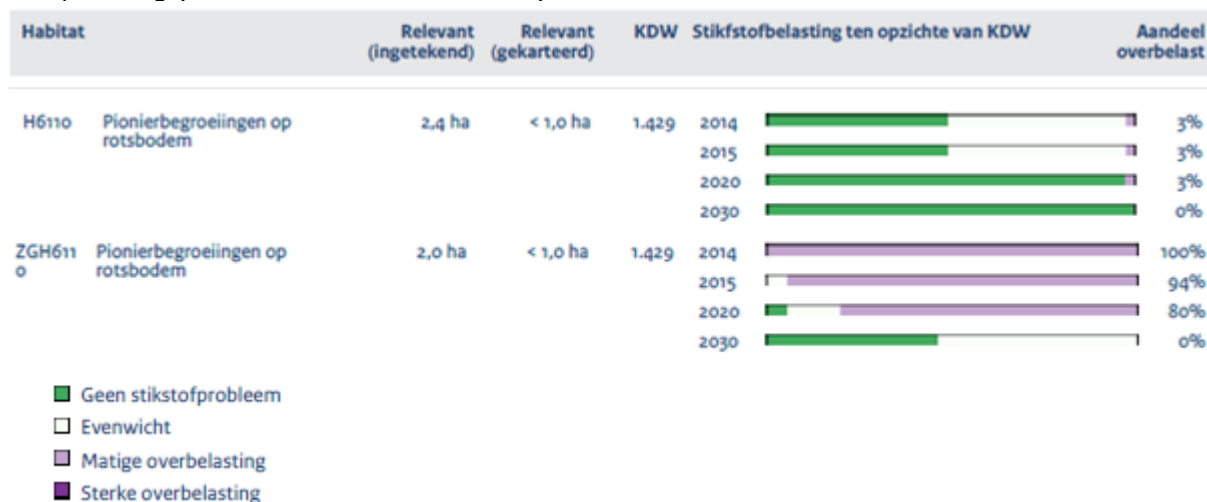 Habitat Relevant (ingetekend) Relevant (gekarteerd) KDW Stikfstofbelasting ten opzichte van KDW Aandeel overbelast
H6110 Pionierbegroeiingen op rotsbodem 2,4 ha < 1,0 ha 1.429 2014 3%
2015 3%
2020 3%
2030 0%
ZGH6110 Pionierbegroeiingen op rotsbodem 2,0 ha < 1,0 ha 1.429 2014 100%
2015 94%
2020 80%
2030 0%
Geen stikstofprobleem
Evenwicht
Matige overbelasting
Sterke overbelasting